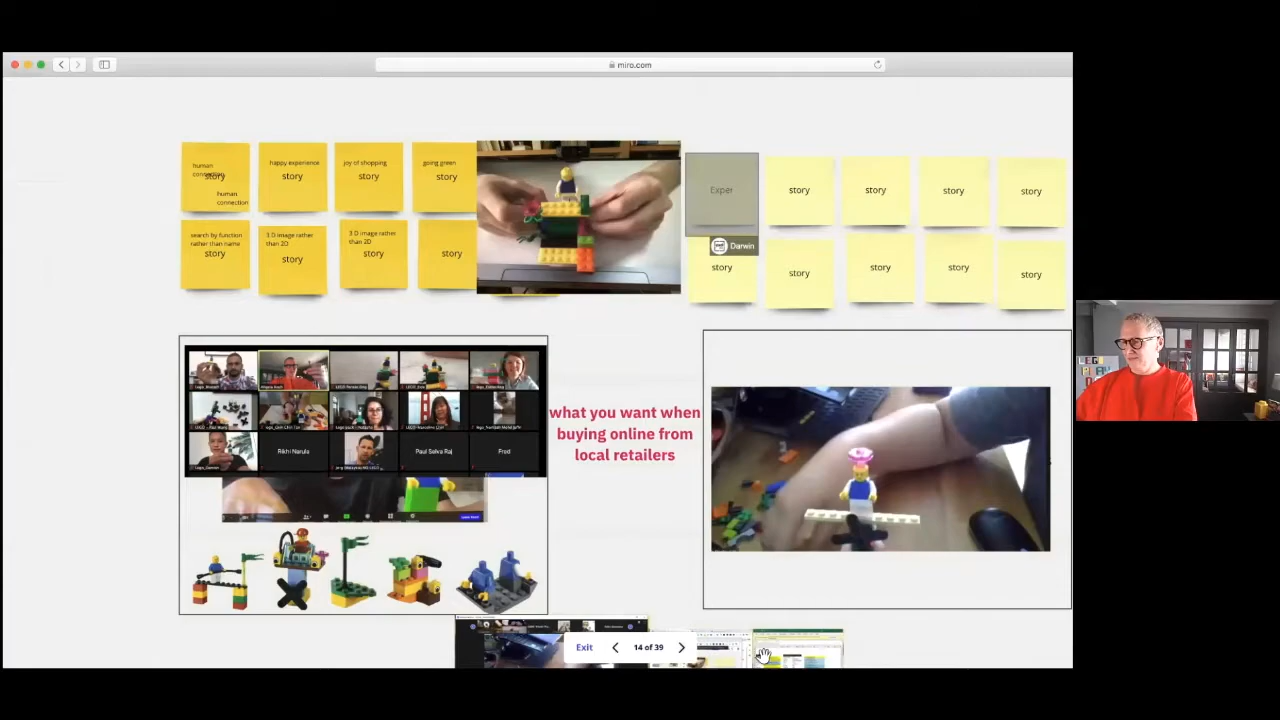 miro.com
human
connection
story
human
connection
happy experience
story
joy of shopping
story
going green
story
Exper
story
story
story
story
search by function
rather than name
story
3 D image rather
than 2D
story
3 D image rather
than 2D
story
story
Darwin
story
story
story
story
story
what you want when
buying online from
local retailers
Rikhi Narula
Paul Selva Raj
Fred
Exit
14 of 39